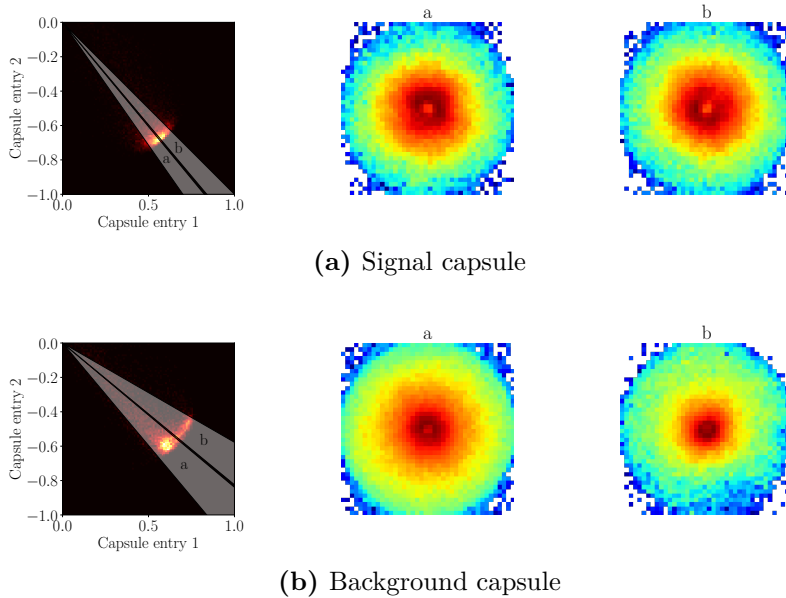 a
b
0.0
−0.2
−0.4
−0.6
−0.8
−1.0
Capsule entry 2
a
b
0.0
0.5
1.0
Capsule entry 1
(a) Signal capsule
a
b
0.0
−0.2
−0.4
−0.6
−0.8
−1.0
Capsule entry 2
b
a
0.0
0.5
1.0
Capsule entry 1
(b) Background capsule